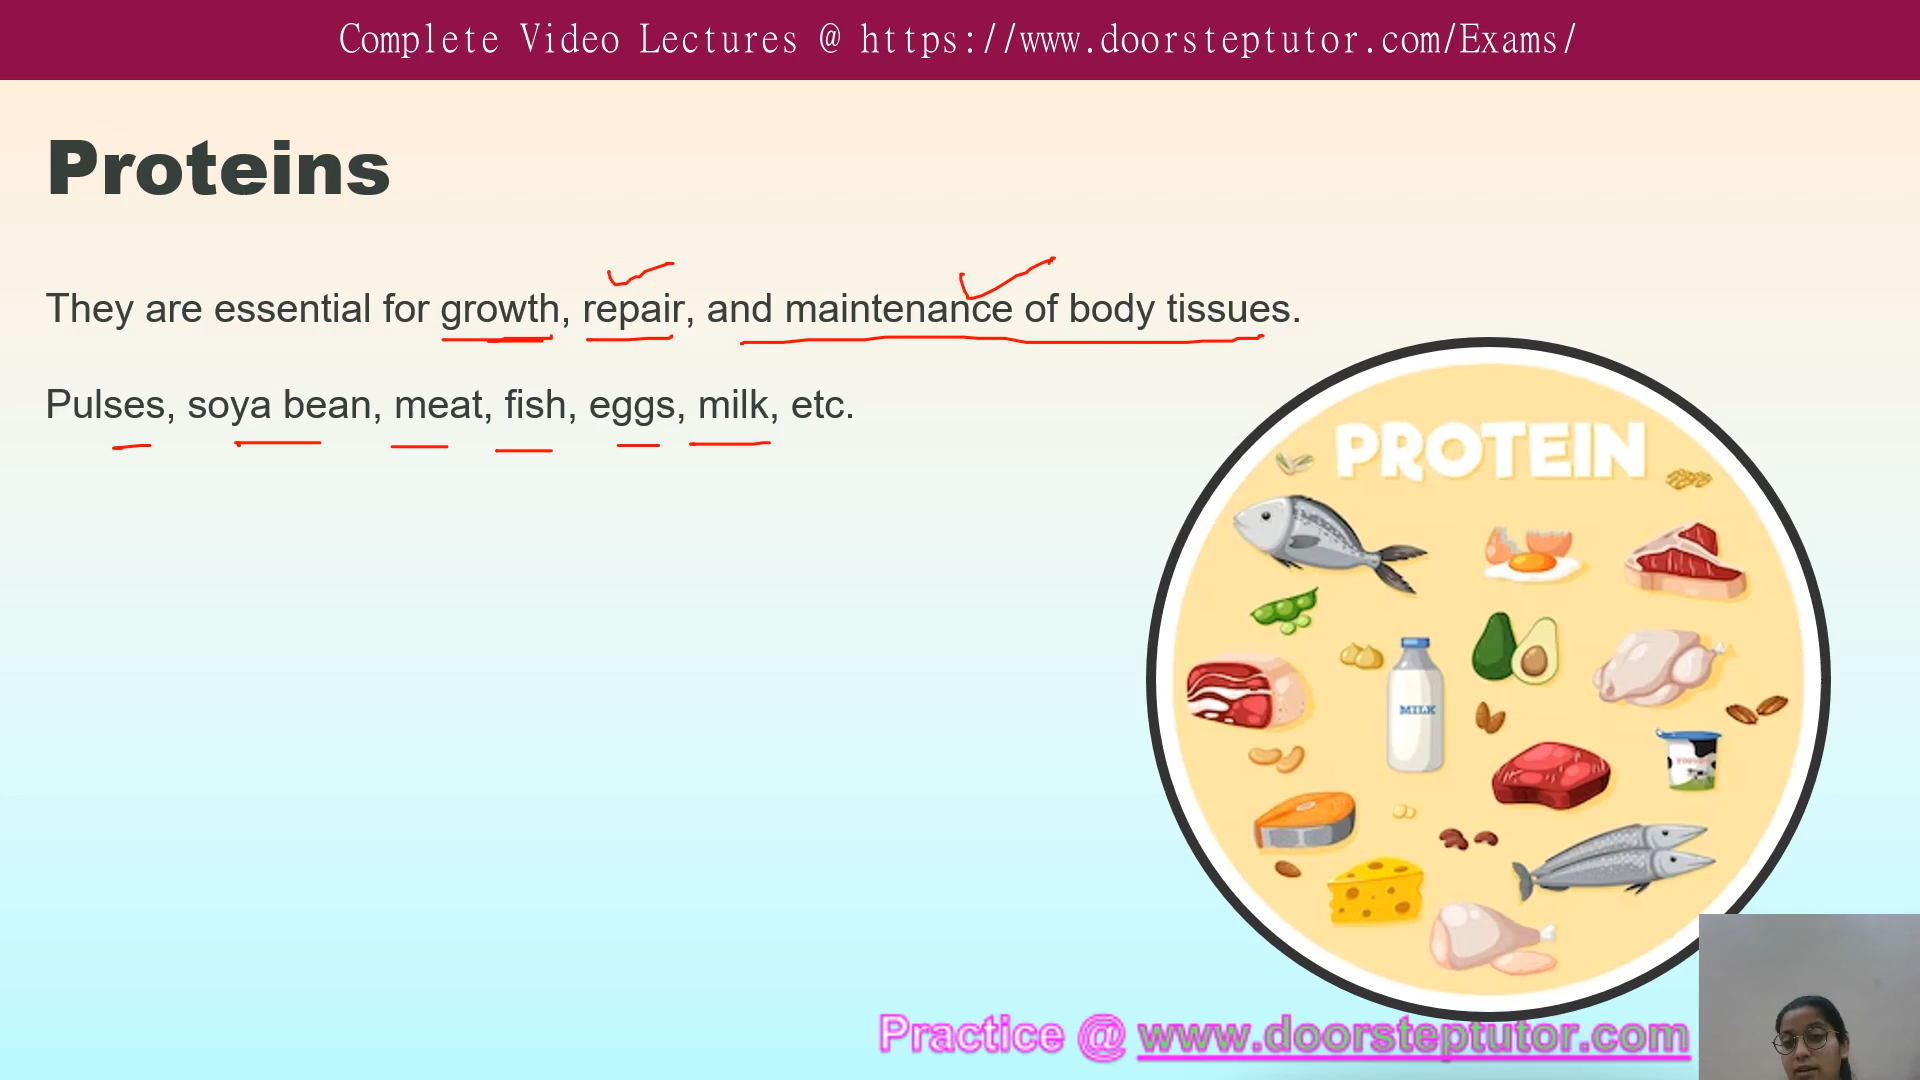 Complete Video Lectures @ https://www.doorsteptutor.com/Exams/
Proteins
They are essential for growth, repair, and maintenance of body tissues.
Pulses, soya bean, meat, fish, eggs, milk, etc.
PROTEIN
MILK
Practice @ www.doorsteptutor.com